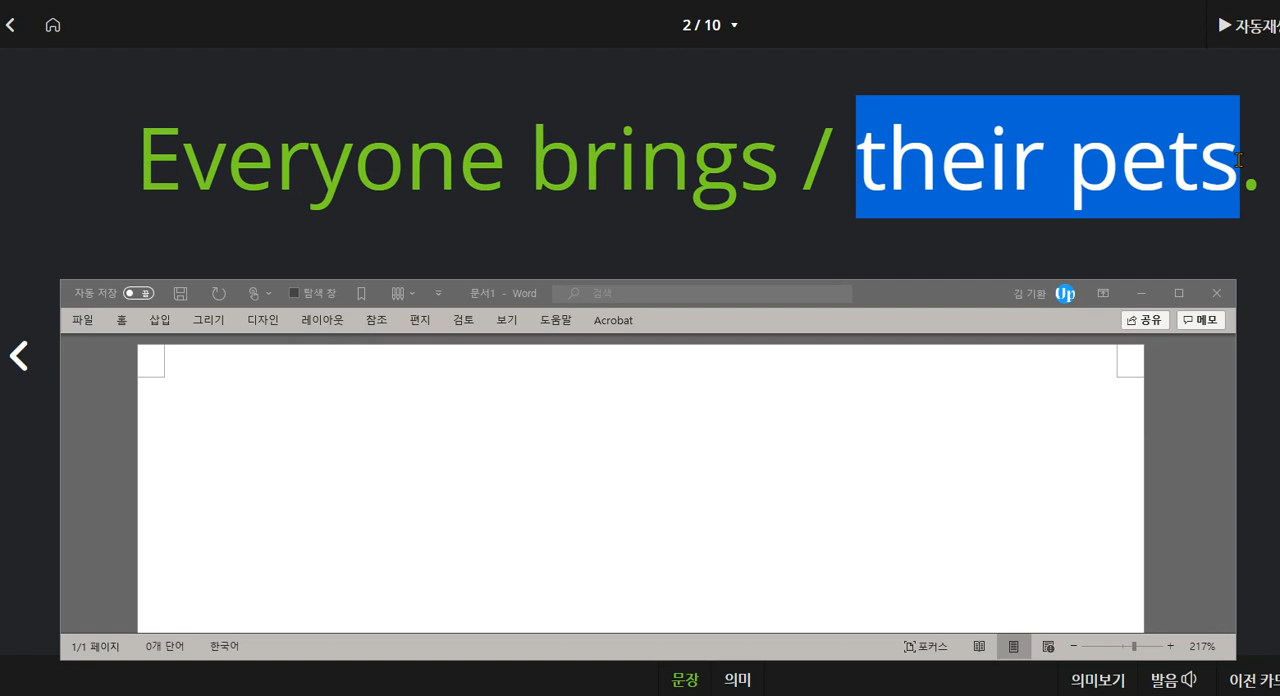 2 / 10
자동재생
Everyone brings / their pets.
자동 저장 끔 탐색 창 문서1 - Word 검색 김 기환 Up
파일 홈 삽입 그리기 디자인 레이아웃 참조 편지 검토 보기 도움말 Acrobat 공유 메모
1/1 페이지 0개 단어 한국어 포커스 217%
문장 의미 의미보기 발음 이전 카드